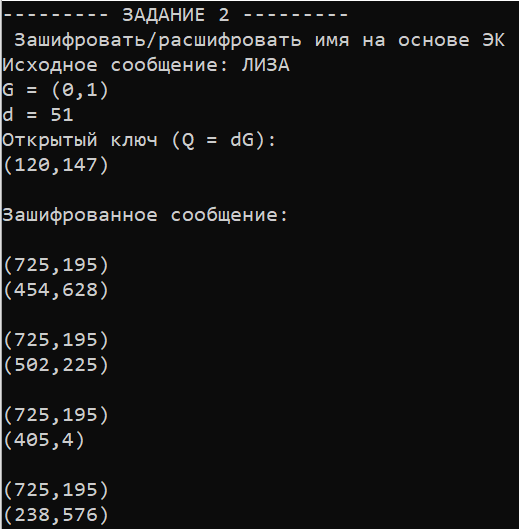 --------- ЗАДАНИЕ 2 ---------
Зашифровать/расшифровать имя на основе ЭК
Исходное сообщение: ЛИЗА
G = (0,1)
d = 51
Открытый ключ (Q = dG):
(120,147)
Зашифрованное сообщение:
(725,195)
(454,628)
(725,195)
(502,225)
(725,195)
(405,4)
(725,195)
(238,576)